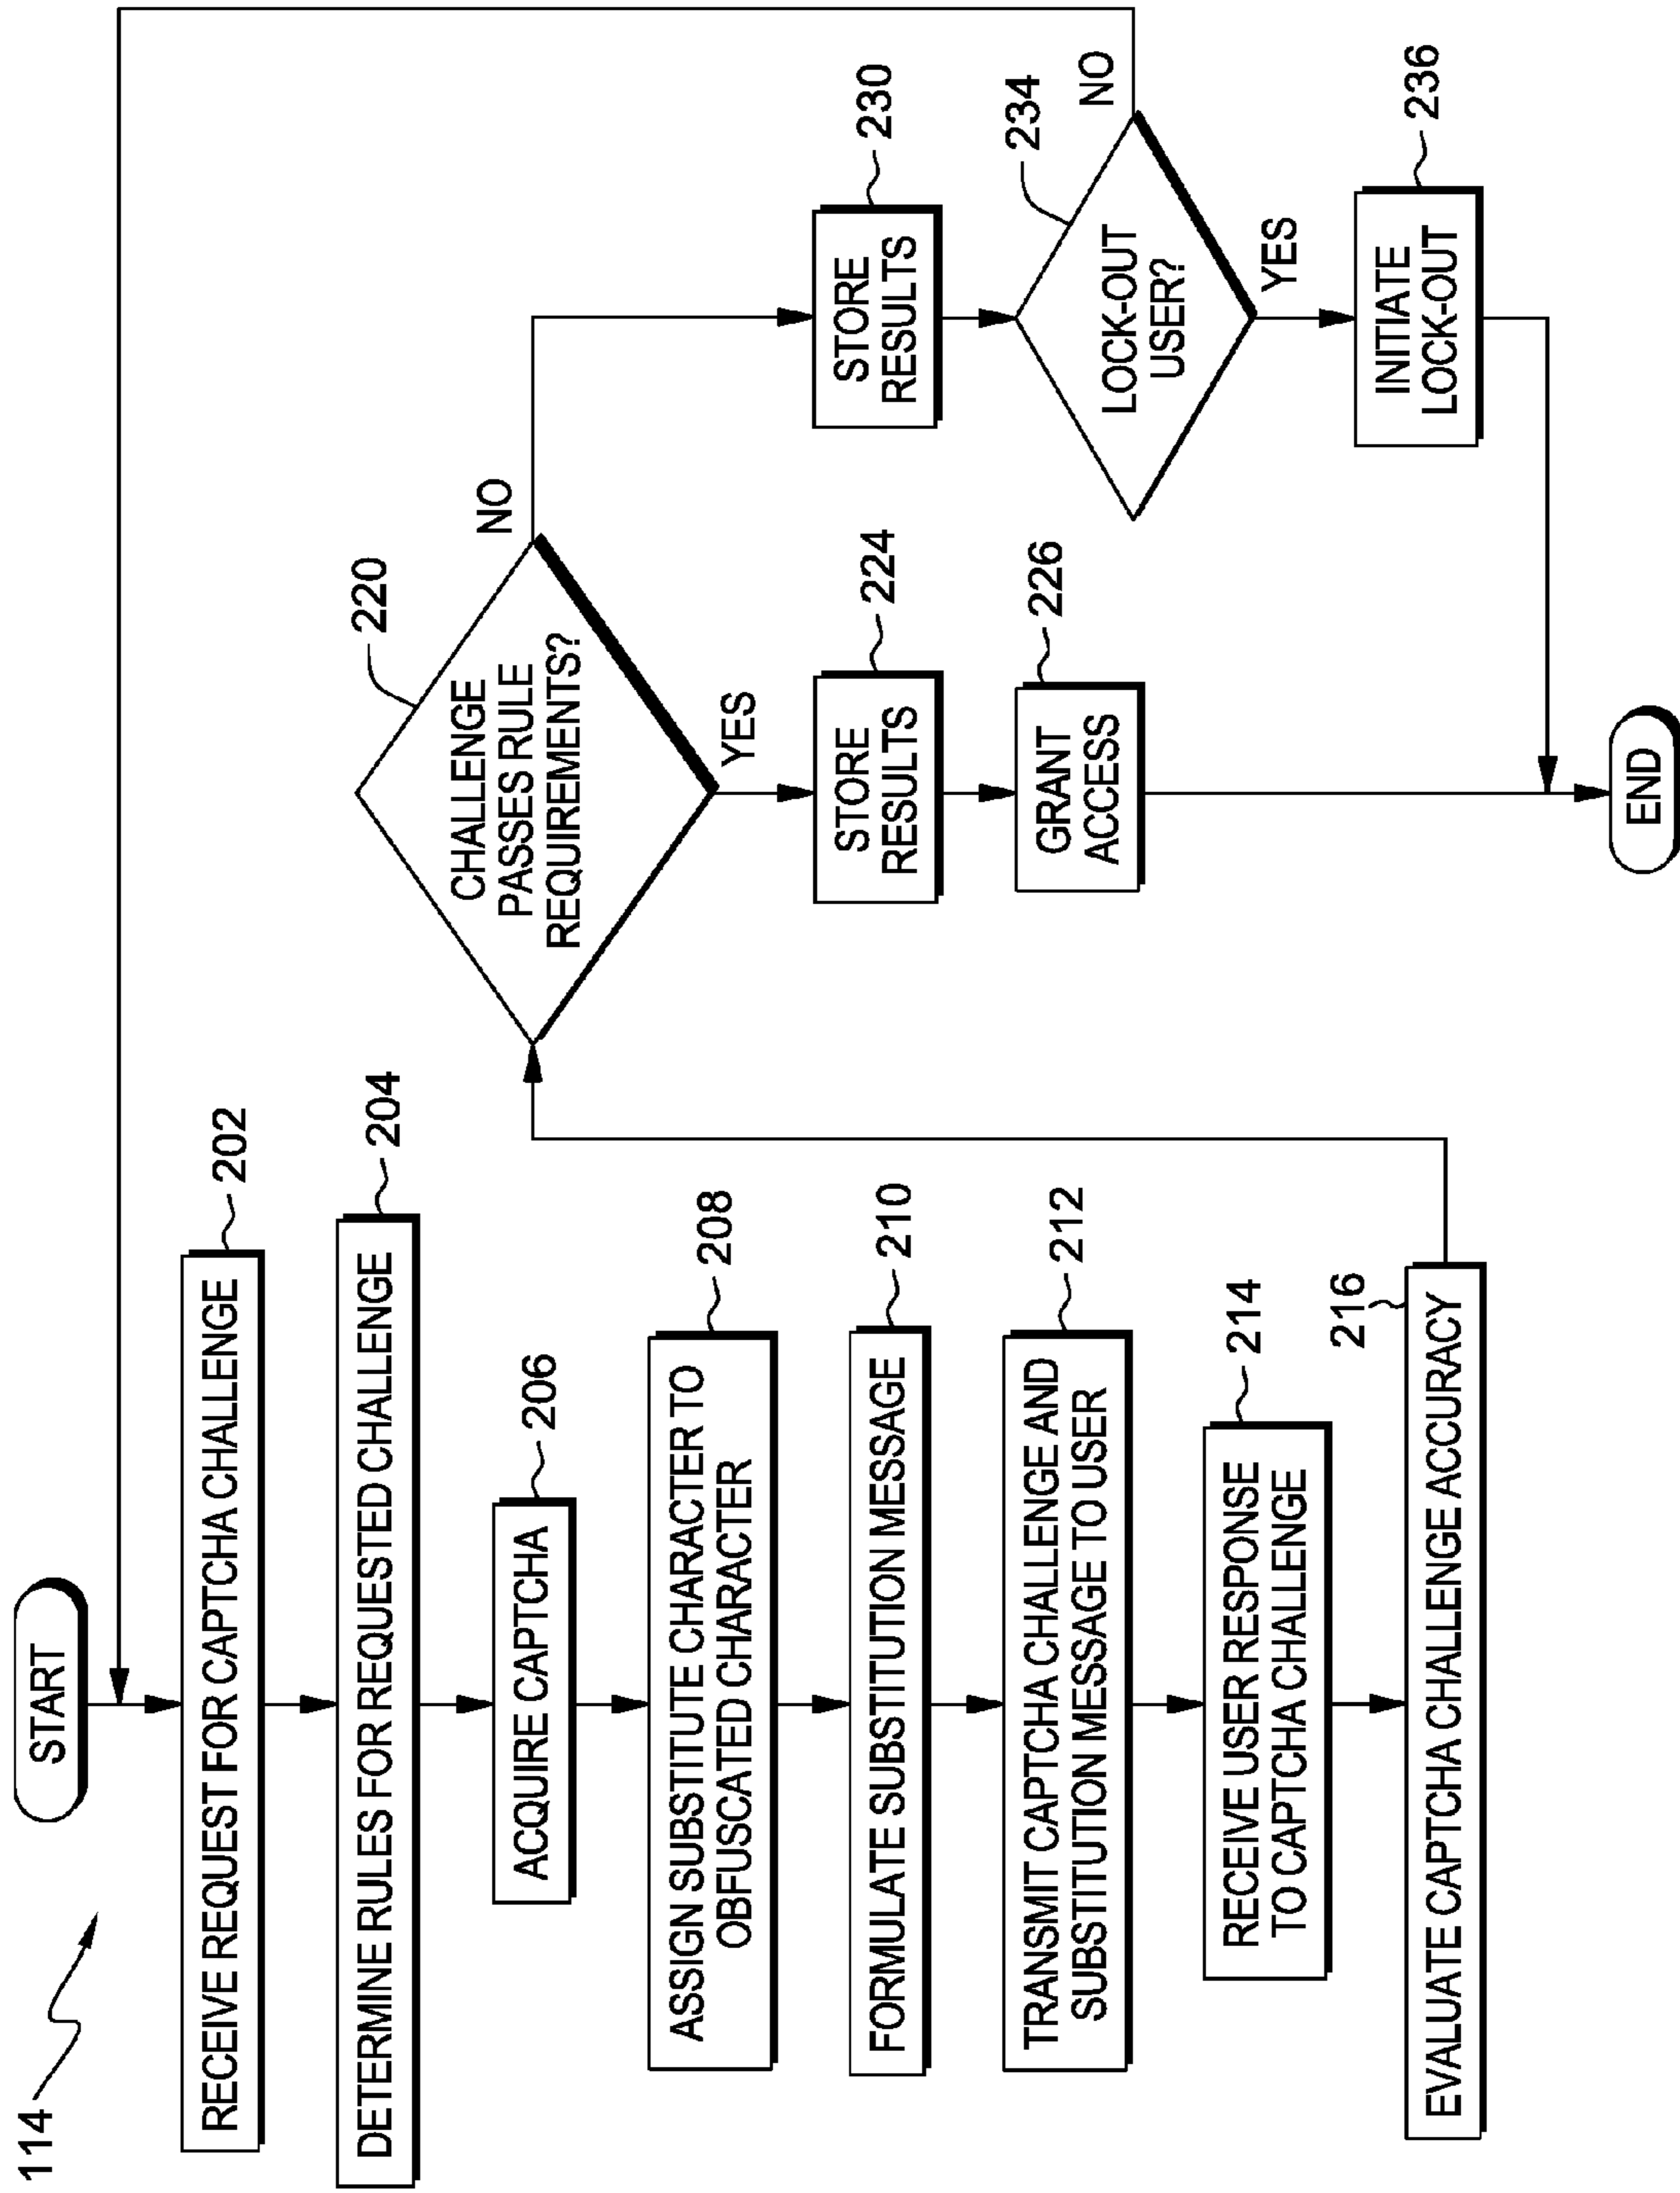 114
START
RECEIVE REQUEST FOR CAPTCHA CHALLENGE
202
DETERMINE RULES FOR REQUESTED CHALLENGE
204
ACQUIRE CAPTCHA
206
ASSIGN SUBSTITUTE CHARACTER TO
OBFUSCATED CHARACTER
208
FORMULATE SUBSTITUTION MESSAGE
210
TRANSMIT CAPTCHA CHALLENGE AND
SUBSTITUTION MESSAGE TO USER
212
RECEIVE USER RESPONSE
TO CAPTCHA CHALLENGE
214
EVALUATE CAPTCHA CHALLENGE ACCURACY
216
CHALLENGE
PASSES RULE
REQUIREMENTS?
220
NO
YES
STORE
RESULTS
224
GRANT
ACCESS
226
STORE
RESULTS
230
LOCK-OUT
USER?
234
NO
YES
INITIATE
LOCK-OUT
236
END